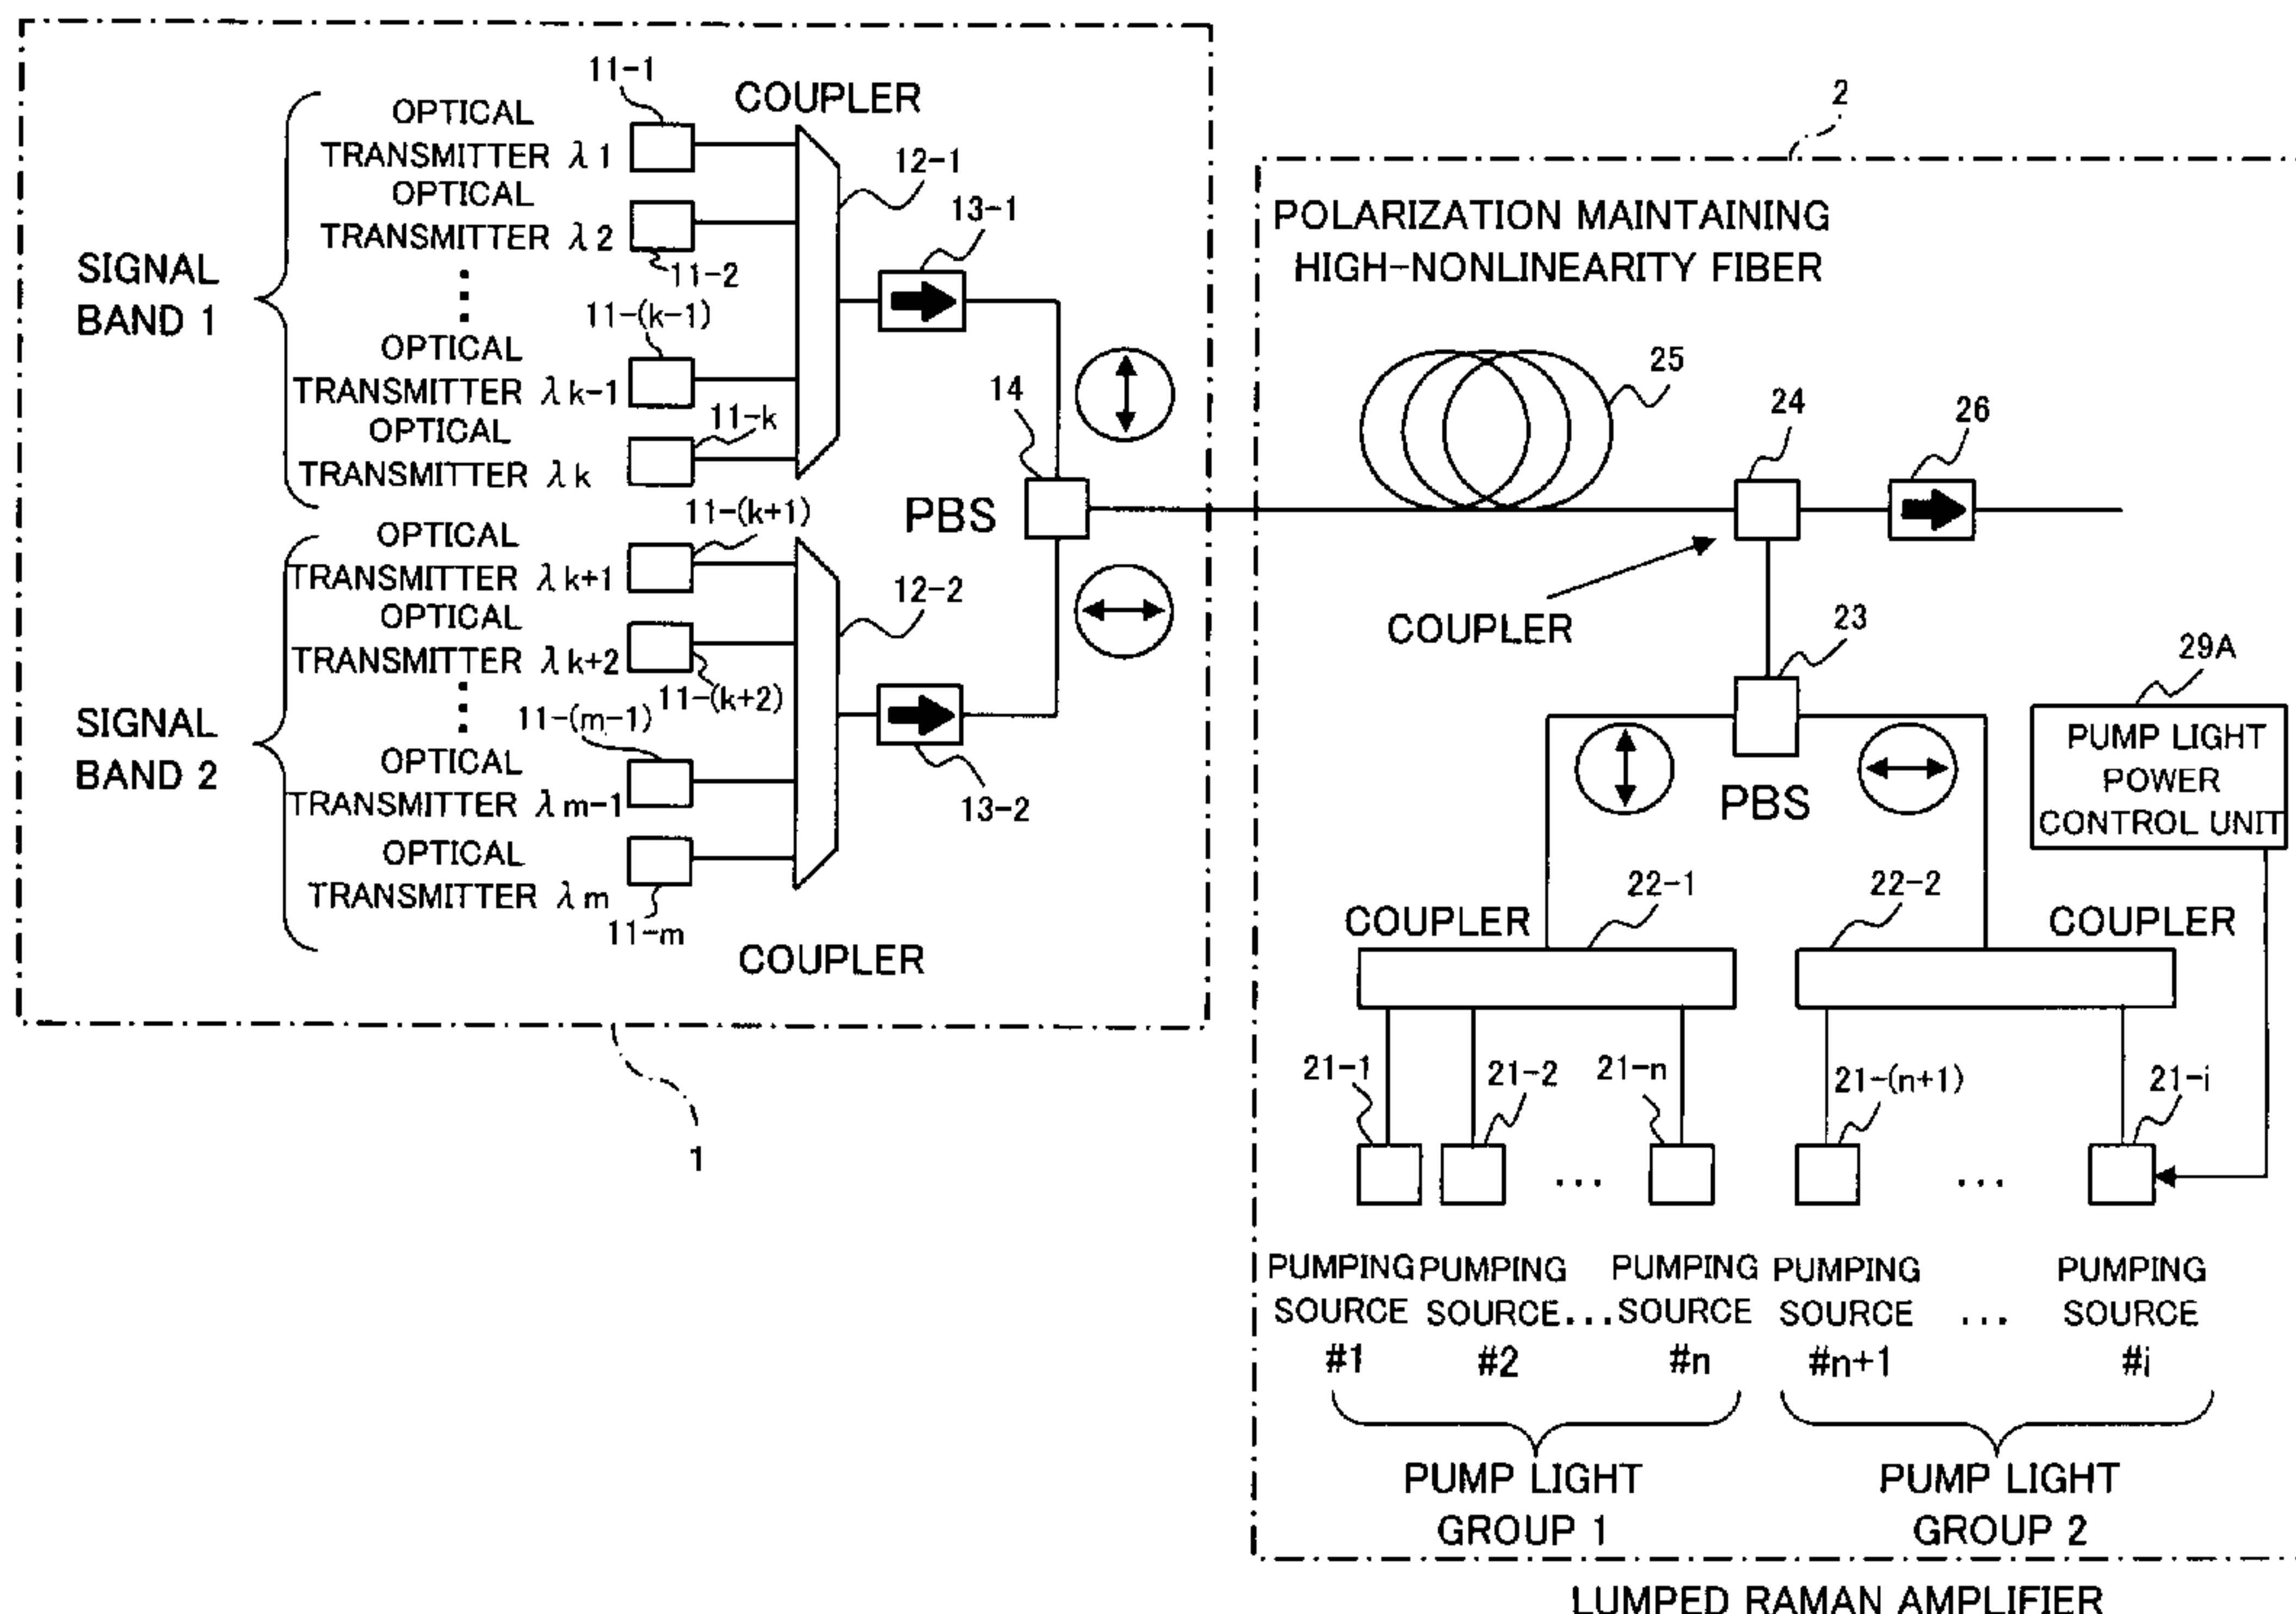 11-1
COUPLER
OPTICAL
TRANSMITTER λ1
12-1
OPTICAL
TRANSMITTER λ2
11-2
13-1
SIGNAL
BAND 1
⋮
11-(k-1)
OPTICAL
TRANSMITTER λk-1
11-k
OPTICAL
TRANSMITTER λk
14
PBS
11-(k+1)
OPTICAL
TRANSMITTER λk+1
12-2
OPTICAL
TRANSMITTER λk+2
11-(k+2)
SIGNAL
BAND 2
⋮
11-(m-1)
OPTICAL
TRANSMITTER λm-1
13-2
OPTICAL
TRANSMITTER λm
11-m
COUPLER
1
2
POLARIZATION MAINTAINING
HIGH-NONLINEARITY FIBER
25
24
26
COUPLER
23
29A
PUMP LIGHT
POWER
CONTROL UNIT
PBS
22-1
22-2
COUPLER
COUPLER
21-1
21-2
21-n
21-(n+1)
21-i
... ...
PUMPING PUMPING PUMPING PUMPING PUMPING
SOURCE SOURCE...SOURCE SOURCE ... SOURCE
#1 #2 #n #n+1 #i
PUMP LIGHT
GROUP 1
PUMP LIGHT
GROUP 2
LUMPED RAMAN AMPLIFIER